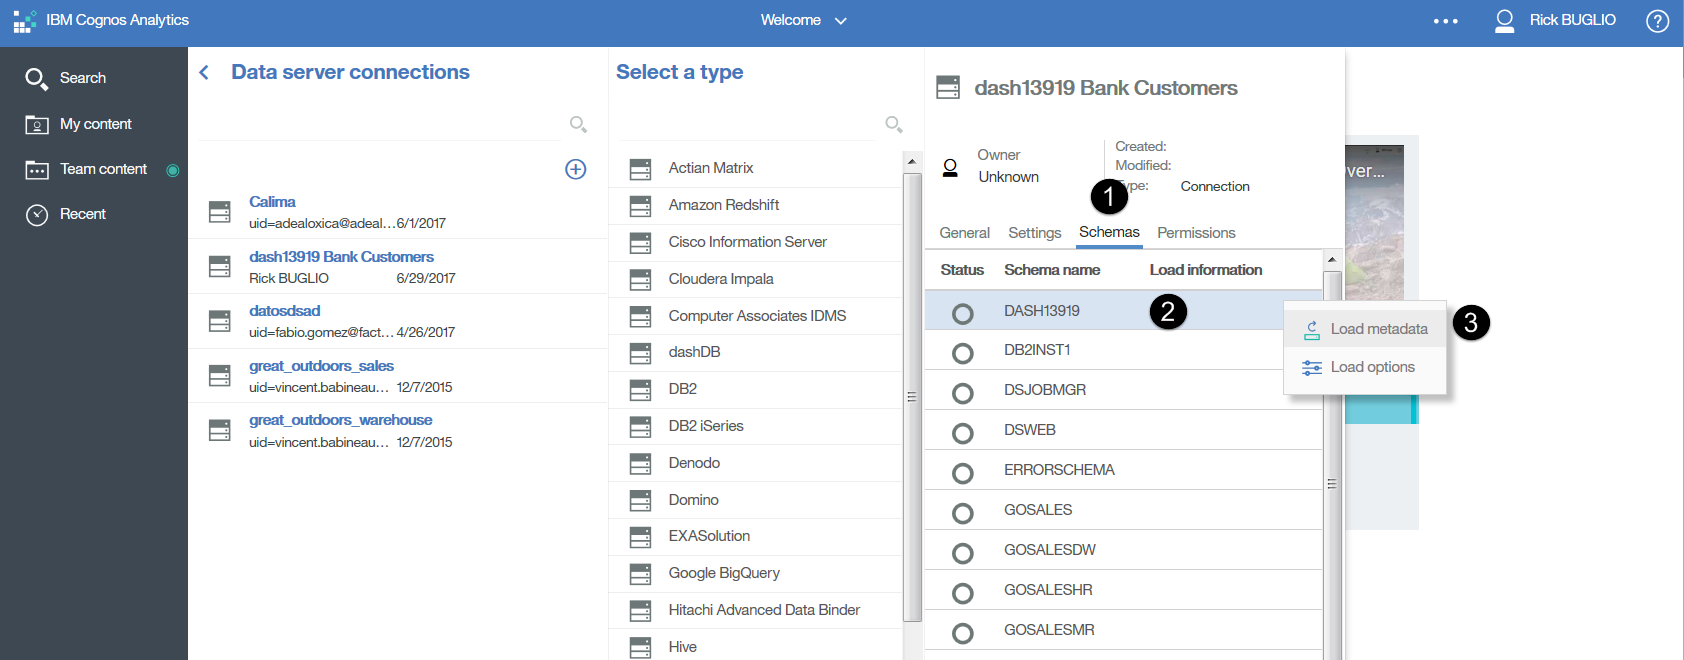 IBM Cognos Analytics
Welcome
Rick BUGLIO
?
Search
My content
Team content
Recent
Data server connections
Calima
uid=adealoxica@adeal... 6/1/2017
dash13919 Bank Customers
Rick BUGLIO 6/29/2017
datosdsad
uid=fabio.gomez@fact... 4/26/2017
great_outdoors_sales
uid=vincent.babineau... 12/7/2015
great_outdoors_warehouse
uid=vincent.babineau... 12/7/2015
Select a type
Actian Matrix
Amazon Redshift
Cisco Information Server
Cloudera Impala
Computer Associates IDMS
dashDB
DB2
DB2 iSeries
Denodo
Domino
EXASolution
Google BigQuery
Hitachi Advanced Data Binder
Hive
dash13919 Bank Customers
Owner
Unknown
Created:
Modified:
Type: Connection
1
General Settings Schemas Permissions
Status Schema name Load information
DASH13919
2
DB2INST1
DSJOBMGR
DSWEB
ERRORSCHEMA
GOSALES
GOSALESDW
GOSALESHR
GOSALESMR
Load metadata
3
Load options
Over...